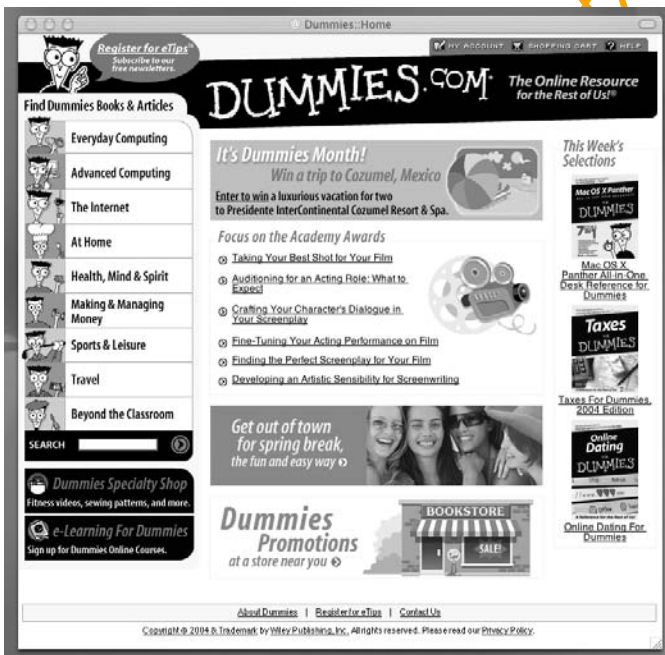 Dummies::Home
Register for eTips
Subscribe to our
free newsletters.
MY ACCOUNT SHOPPING CART ? HELP
DUMMIES.COM®
The Online Resource
for the Rest of Us!®
Find Dummies Books & Articles
Everyday Computing
Advanced Computing
The Internet
At Home
Health, Mind & Spirit
Making & Managing
Money
Sports & Leisure
Travel
Beyond the Classroom
SEARCH
Dummies Specialty Shop
Fitness videos, sewing patterns, and more.
e-Learning For Dummies
Sign up for Dummies Online Courses.
It's Dummies Month!
Win a trip to Cozumel, Mexico
Enter to win a luxurious vacation for two
to Presidente InterContinental Cozumel Resort & Spa.
Focus on the Academy Awards
Taking Your Best Shot for Your Film
Auditioning for an Acting Role: What to
Expect
Crafting Your Character's Dialogue in
Your Screenplay
Fine-Tuning Your Acting Performance on Film
Finding the Perfect Screenplay for Your Film
Developing an Artistic Sensibility for Screenwriting
Get out of town
for spring break,
the fun and easy way
Dummies
Promotions
at a store near you
BOOKSTORE
SALE!
This Week's
Selections
Mac OS X Panther
DUMMIES
Mac OS X
Panther All-in-One
Desk Reference for
Dummies
Taxes
DUMMIES
Taxes For Dummies,
2004 Edition
Online
Dating
DUMMIES
Online Dating For
Dummies
About Dummies | Register for eTips | Contact Us
Copyright © 2004 & Trademark by Wiley Publishing, Inc. All rights reserved. Please read our Privacy Policy.